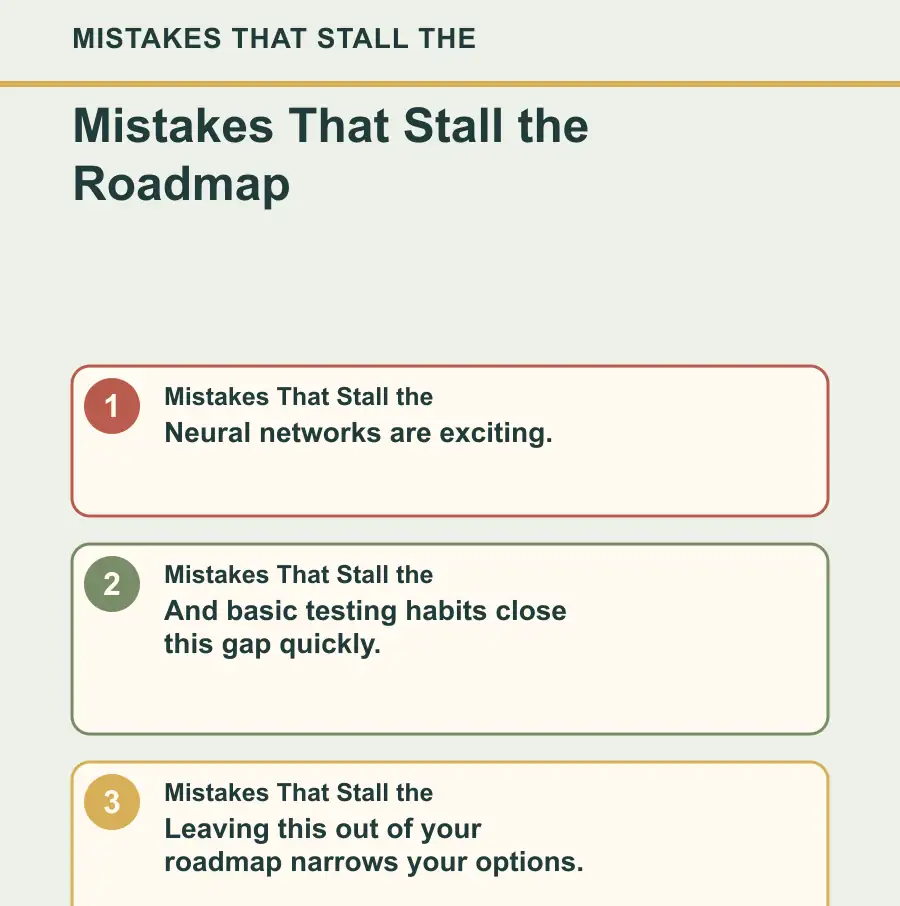 MISTAKES THAT STALL THE
Mistakes That Stall the
Roadmap
1
Mistakes That Stall the
Neural networks are exciting.
2
Mistakes That Stall the
And basic testing habits close
this gap quickly.
3
Mistakes That Stall the
Leaving this out of your
roadmap narrows your options.